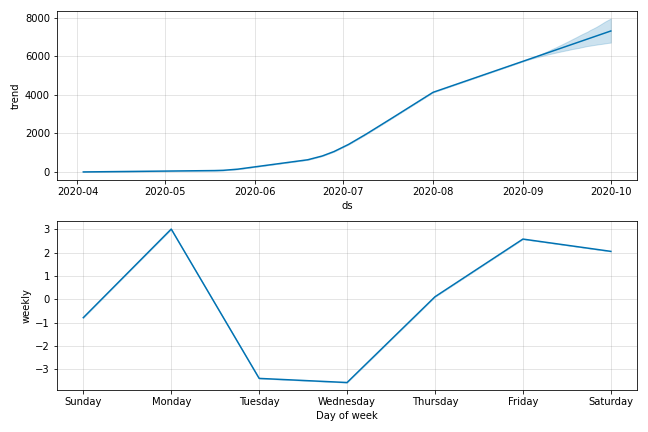 8000
6000
4000
2000
0
trend
2020-04 2020-05 2020-06 2020-07 2020-08 2020-09 2020-10
ds
3
2
1
0
−1
−2
−3
weekly
Sunday Monday Tuesday Wednesday Thursday Friday Saturday
Day of week